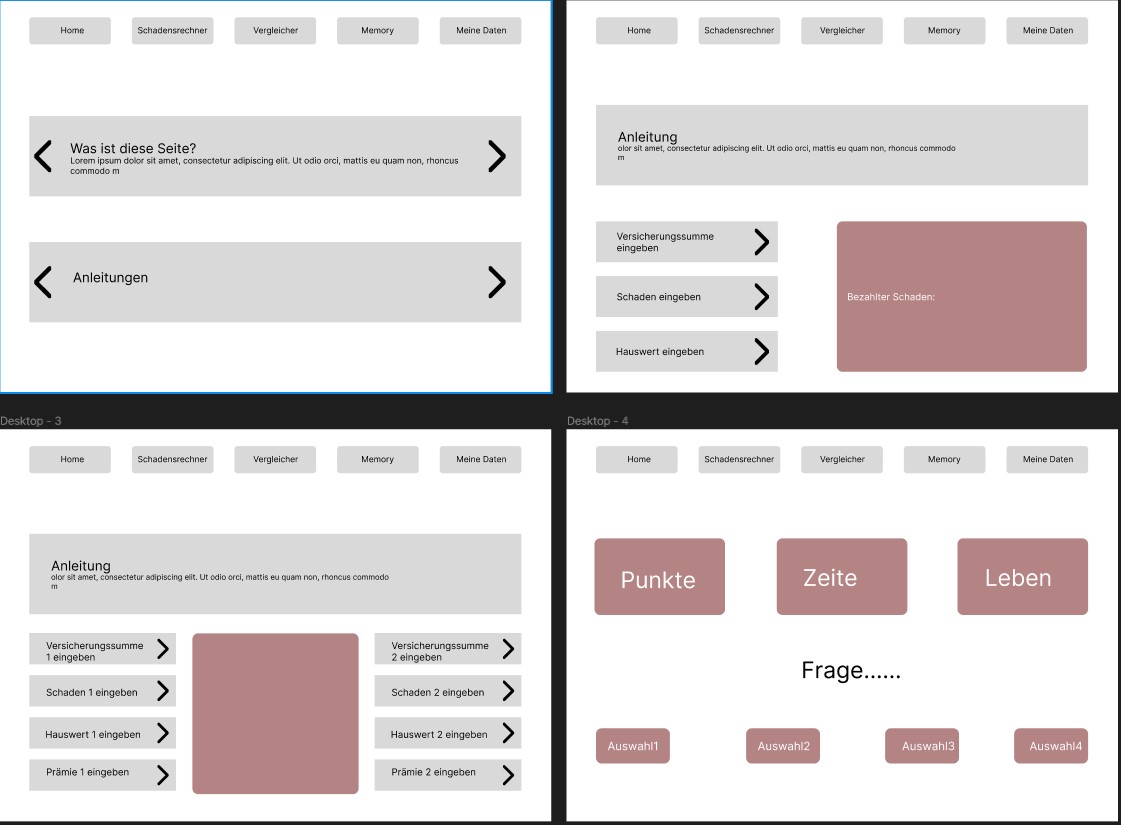 Home
Schadensrechner
Vergleicher
Memory
Meine Daten
Was ist diese Seite?
Lorem ipsum dolor sit amet, consectetur adipiscing elit. Ut odio orci, mattis eu quam non, rhoncus
commodo m
Anleitungen
Home
Schadensrechner
Vergleicher
Memory
Meine Daten
Anleitung
olor sit amet, consectetur adipiscing elit. Ut odio orci, mattis eu quam non, rhoncus commodo
m
Versicherungssumme
eingeben
Schaden eingeben
Hauswert eingeben
Bezahlter Schaden:
Desktop - 3
Home
Schadensrechner
Vergleicher
Memory
Meine Daten
Anleitung
olor sit amet, consectetur adipiscing elit. Ut odio orci, mattis eu quam non, rhoncus commodo
m
Versicherungssumme
1 eingeben
Schaden 1 eingeben
Hauswert 1 eingeben
Prämie 1 eingeben
Versicherungssumme
2 eingeben
Schaden 2 eingeben
Hauswert 2 eingeben
Prämie 2 eingeben
Desktop - 4
Home
Schadensrechner
Vergleicher
Memory
Meine Daten
Punkte
Zeite
Leben
Frage......
Auswahl1
Auswahl2
Auswahl3
Auswahl4